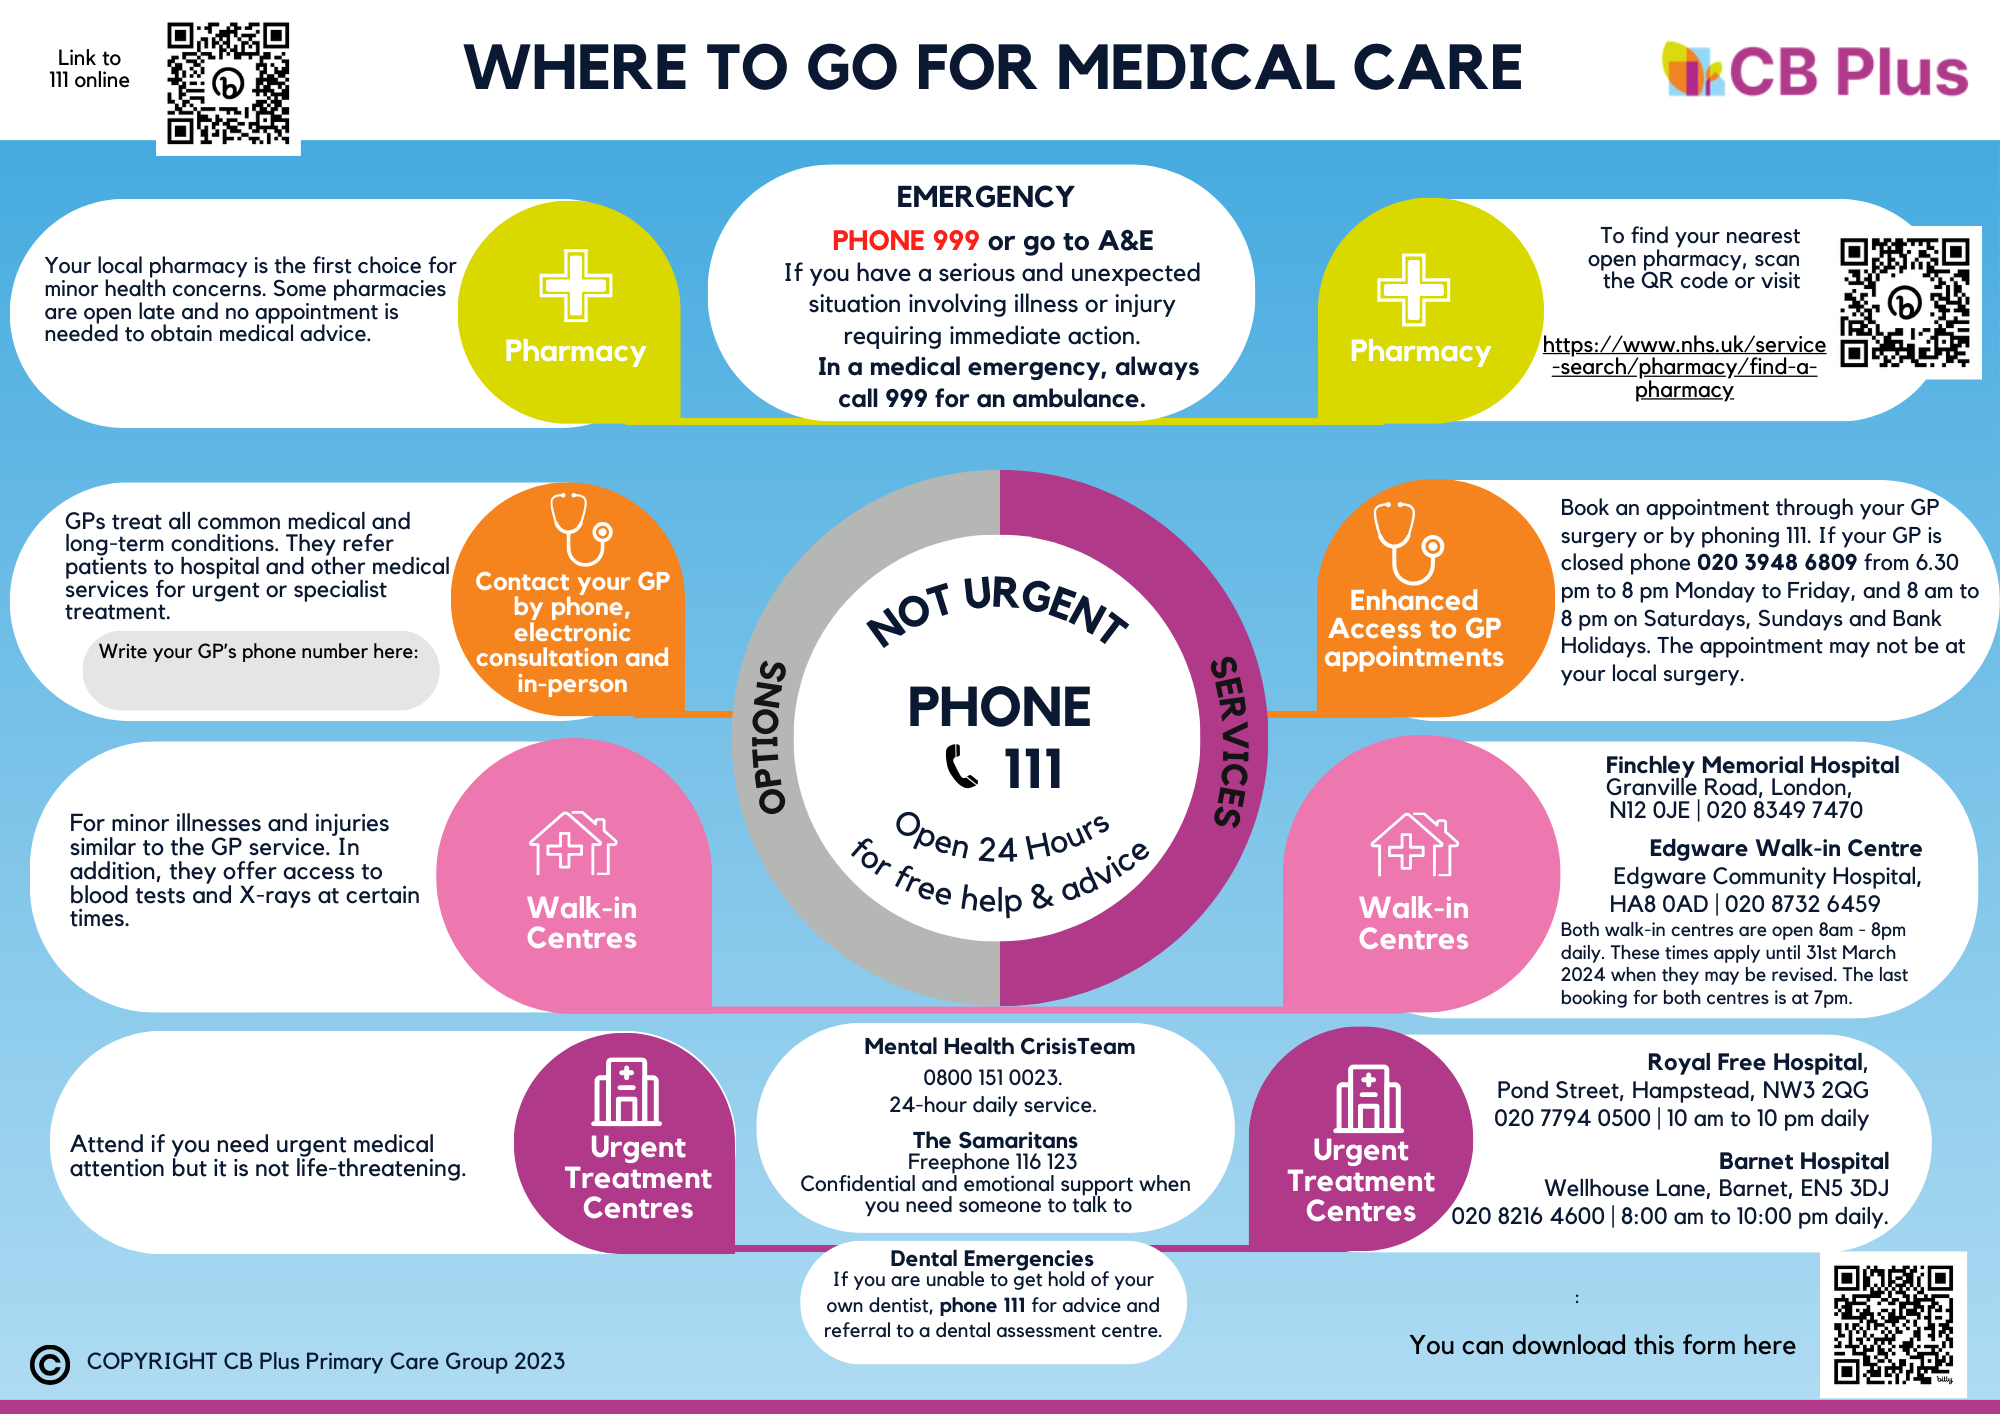 Link to
111 online
WHERE TO GO FOR MEDICAL CARE
CB Plus
Your local pharmacy is the first choice for
minor health concerns. Some pharmacies
are open late and no appointment is
needed to obtain medical advice.
Pharmacy
EMERGENCY
PHONE 999 or go to A&E
If you have a serious and unexpected
situation involving illness or injury
requiring immediate action.
In a medical emergency, always
call 999 for an ambulance.
Pharmacy
To find your nearest
open pharmacy, scan
the QR code or visit
https://www.nhs.uk/service
-search/pharmacy/find-a-
pharmacy
GPs treat all common medical and
long-term conditions. They refer
patients to hospital and other medical
services for urgent or specialist
treatment.
Write your GP's phone number here:
Contact your GP
by phone,
electronic
consultation and
in-person
OPTIONS
NOT URGENT
PHONE
111
Open 24 Hours
for free help & advice
SERVICES
Enhanced
Access to GP
appointments
Book an appointment through your GP
surgery or by phoning 111. If your GP is
closed phone 020 3948 6809 from 6.30
pm to 8 pm Monday to Friday, and 8 am to
8 pm on Saturdays, Sundays and Bank
Holidays. The appointment may not be at
your local surgery.
For minor illnesses and injuries
similar to the GP service. In
addition, they offer access to
blood tests and X-rays at certain
times.
Walk-in
Centres
Walk-in
Centres
Finchley Memorial Hospital
Granville Road, London,
N12 0JE | 020 8349 7470
Edgware Walk-in Centre
Edgware Community Hospital,
HA8 0AD | 020 8732 6459
Both walk-in centres are open 8am - 8pm
daily. These times apply until 31st March
2024 when they may be revised. The last
booking for both centres is at 7pm.
Attend if you need urgent medical
attention but it is not life-threatening.
Urgent
Treatment
Centres
Mental Health CrisisTeam
0800 151 0023.
24-hour daily service.
The Samaritans
Freephone 116 123
Confidential and emotional support when
you need someone to talk to
Urgent
Treatment
Centres
Royal Free Hospital,
Pond Street, Hampstead, NW3 2QG
020 7794 0500 | 10 am to 10 pm daily
Barnet Hospital
Wellhouse Lane, Barnet, EN5 3DJ
020 8216 4600 | 8:00 am to 10:00 pm daily.
Dental Emergencies
If you are unable to get hold of your
own dentist, phone 111 for advice and
referral to a dental assessment centre.
:
You can download this form here
bitly
© COPYRIGHT CB Plus Primary Care Group 2023